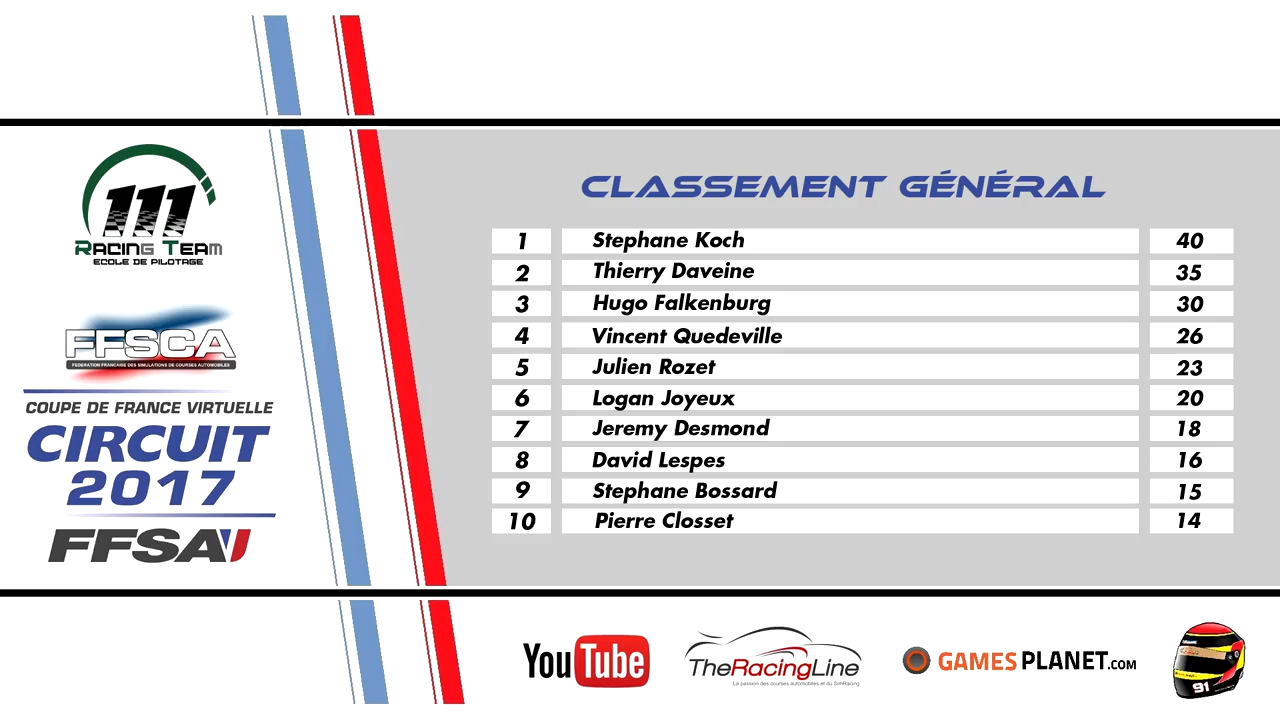 111
RACING TEAM
ECOLE DE PILOTAGE
FFSCA
FEDERATION FRANCAISE DES SIMULATIONS DE COURSES AUTOMOBILES
COUPE DE FRANCE VIRTUELLE
CIRCUIT
2017
FFSA
CLASSEMENT GÉNÉRAL
1 Stephane Koch 40
2 Thierry Daveine 35
3 Hugo Falkenburg 30
4 Vincent Quedeville 26
5 Julien Rozet 23
6 Logan Joyeux 20
7 Jeremy Desmond 18
8 David Lespes 16
9 Stephane Bossard 15
10 Pierre Closset 14
YouTube
TheRacingLine
La passion des courses automobiles et du SimRacing
GAMESPLANET.COM
91